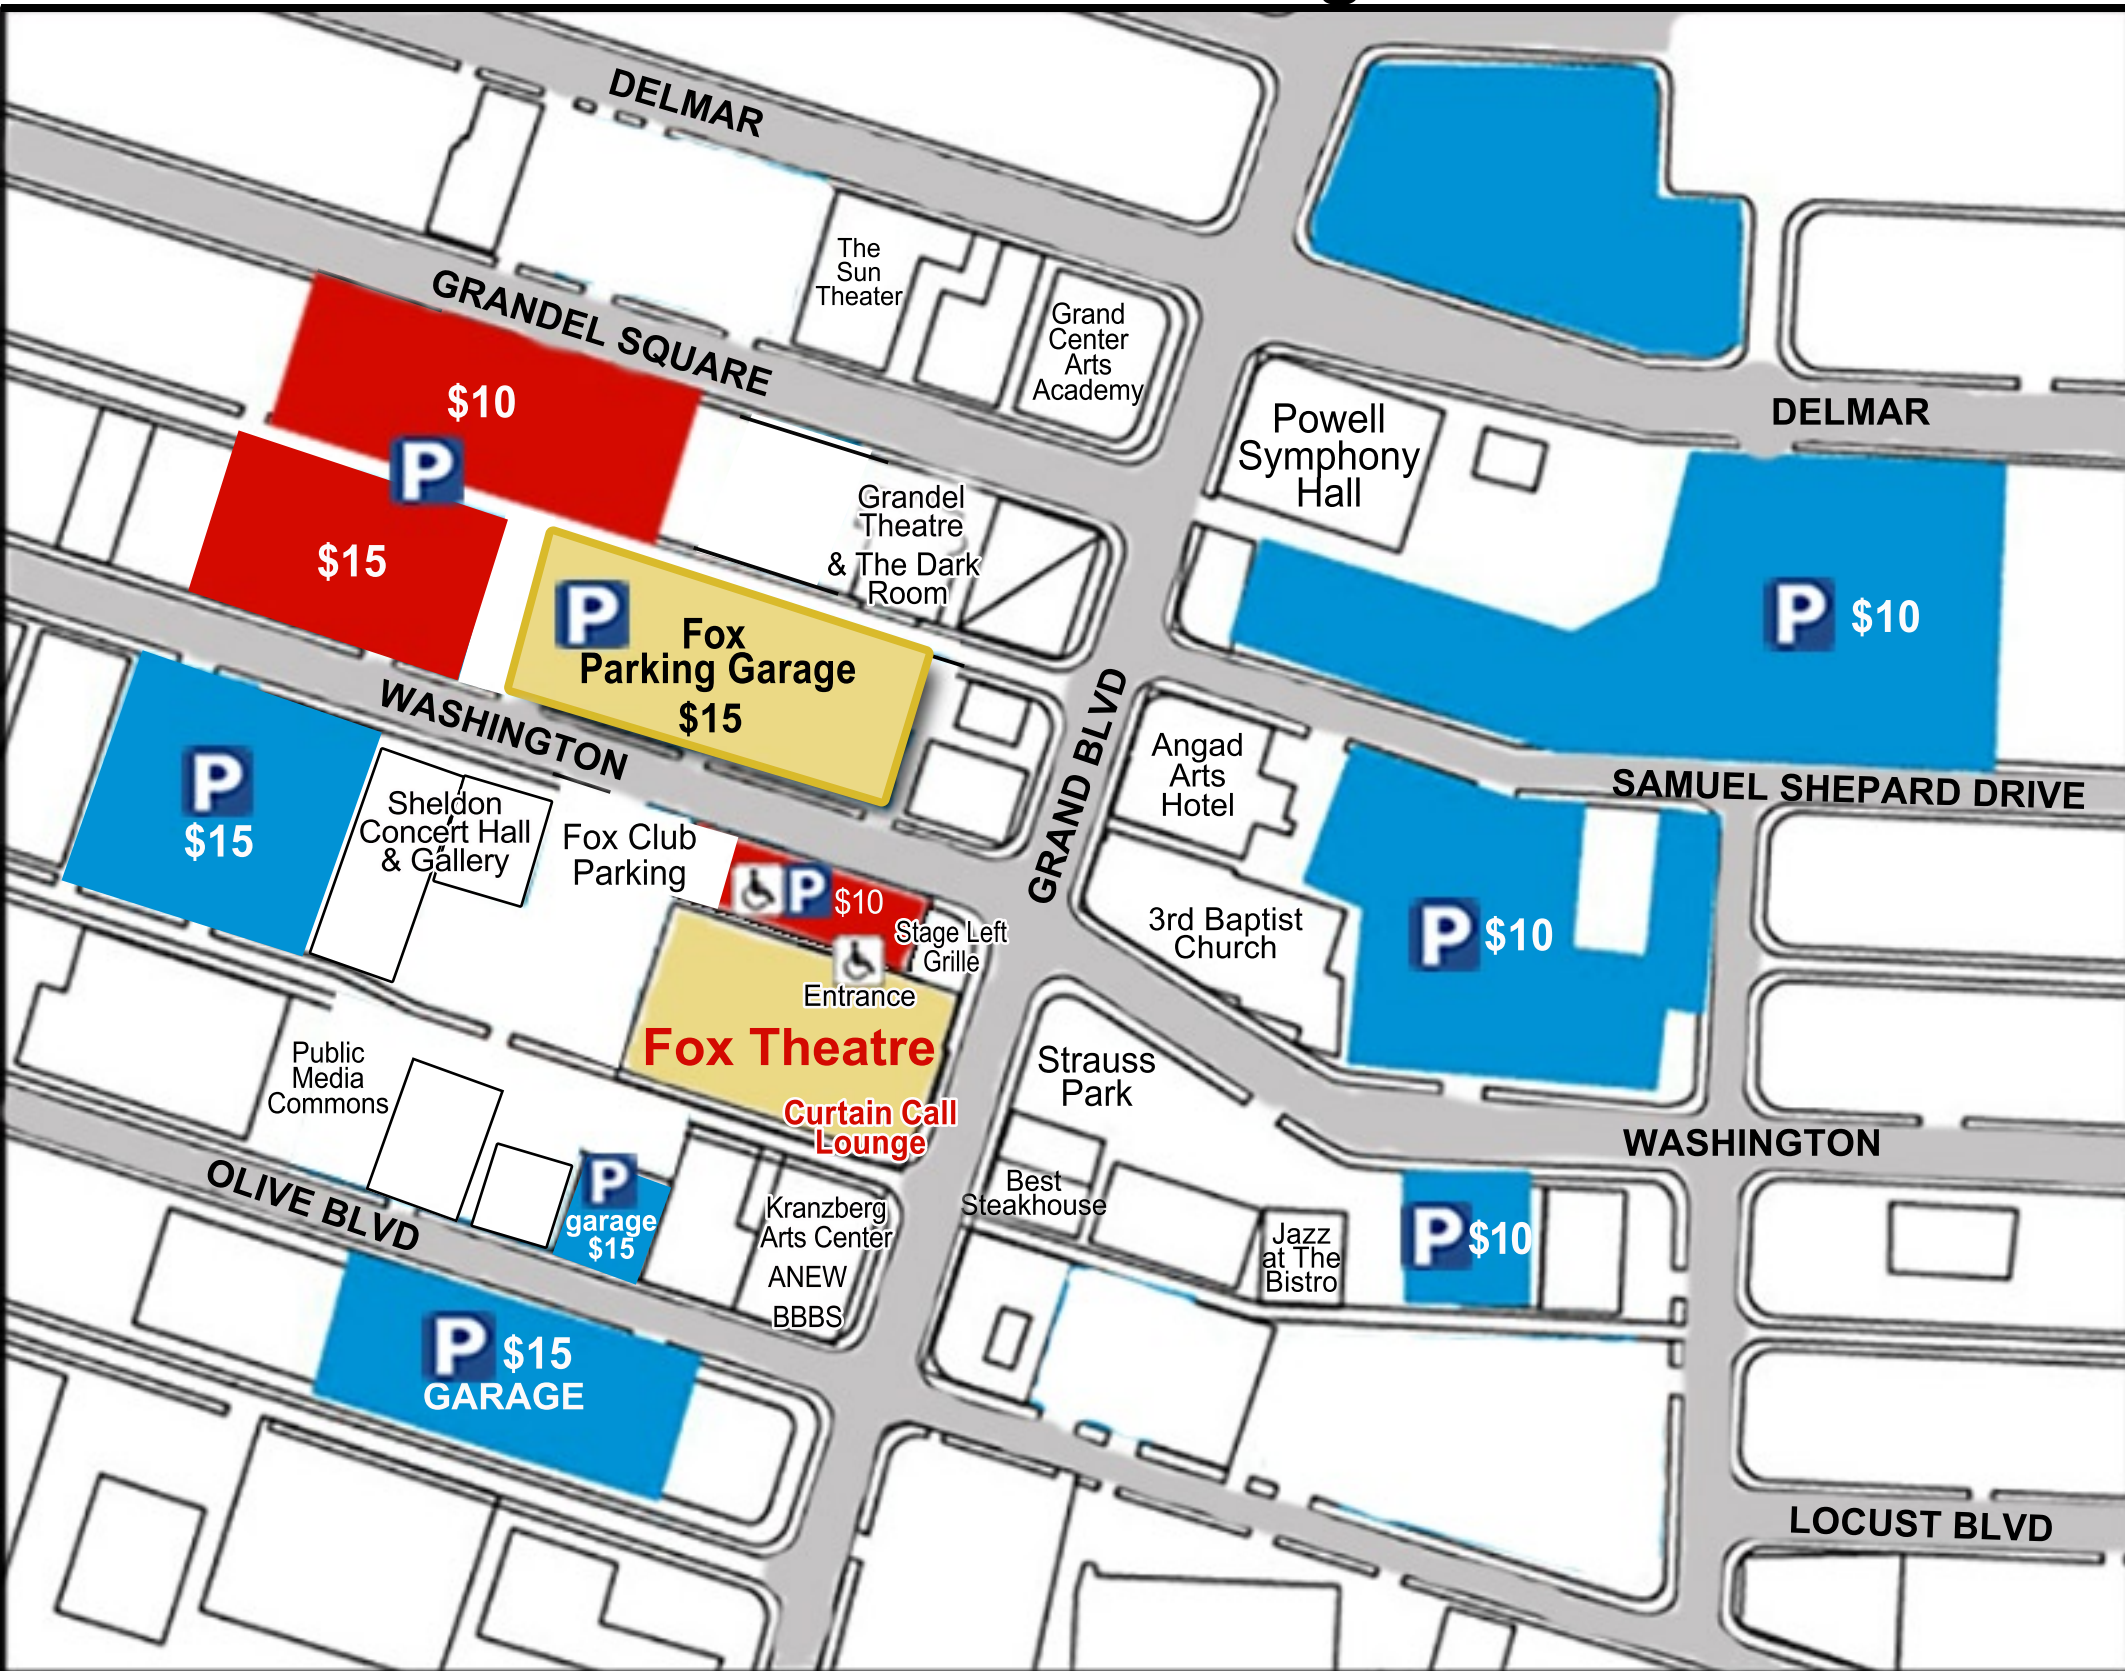 DELMAR
GRANDEL SQUARE
The
Sun
Theater
Grand
Center
Arts
Academy
$10
P
$15
Grandel
Theatre
& The Dark
Room
P
Fox
Parking Garage
$15
Powell
Symphony
Hall
DELMAR
P $10
SAMUEL SHEPARD DRIVE
WASHINGTON
GRAND BLVD
Angad
Arts
Hotel
P
$15
Sheldon
Concert Hall
& Gallery
Fox Club
Parking
P $10
Stage Left
Grille
Entrance
Fox Theatre
Curtain Call
Lounge
3rd Baptist
Church
P $10
Strauss
Park
WASHINGTON
Public
Media
Commons
OLIVE BLVD
P
garage
$15
Kranzberg
Arts Center
ANEW
BBBS
Best
Steakhouse
Jazz
at The
Bistro
P $10
P $15
GARAGE
LOCUST BLVD